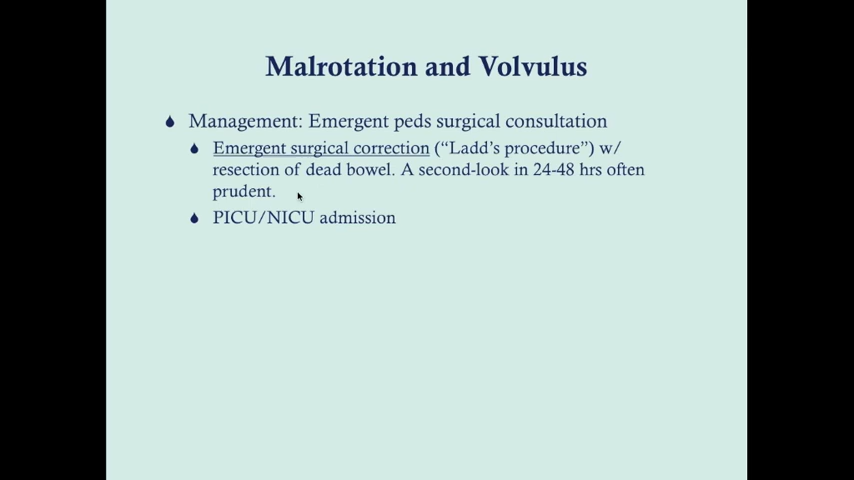 Malrotation and Volvulus
Management: Emergent peds surgical consultation
Emergent surgical correction (“Ladd’s procedure”) w/
resection of dead bowel. A second-look in 24-48 hrs often
prudent.
PICU/NICU admission